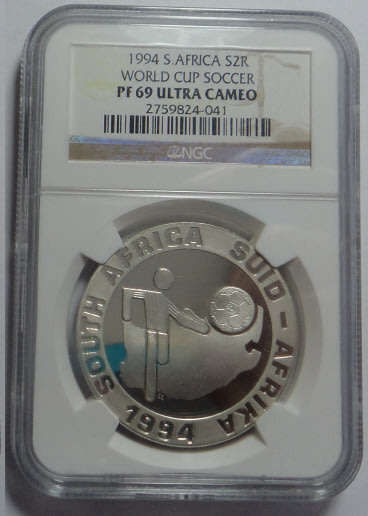 1994 S.AFRICA S2R
WORLD CUP SOCCER
PF 69 ULTRA CAMEO
2759824-041
NGC
SOUTH AFRICA SUID-AFRIKA
1994